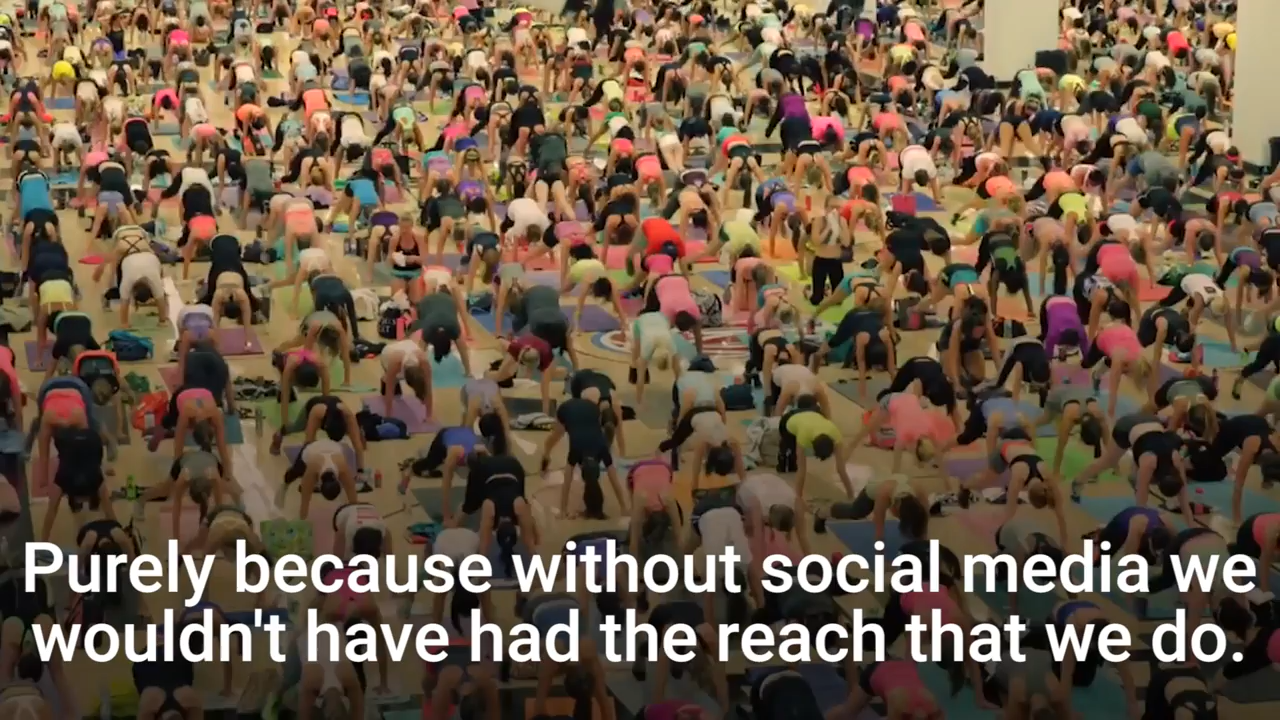 Purely because without social media we
wouldn't have had the reach that we do.